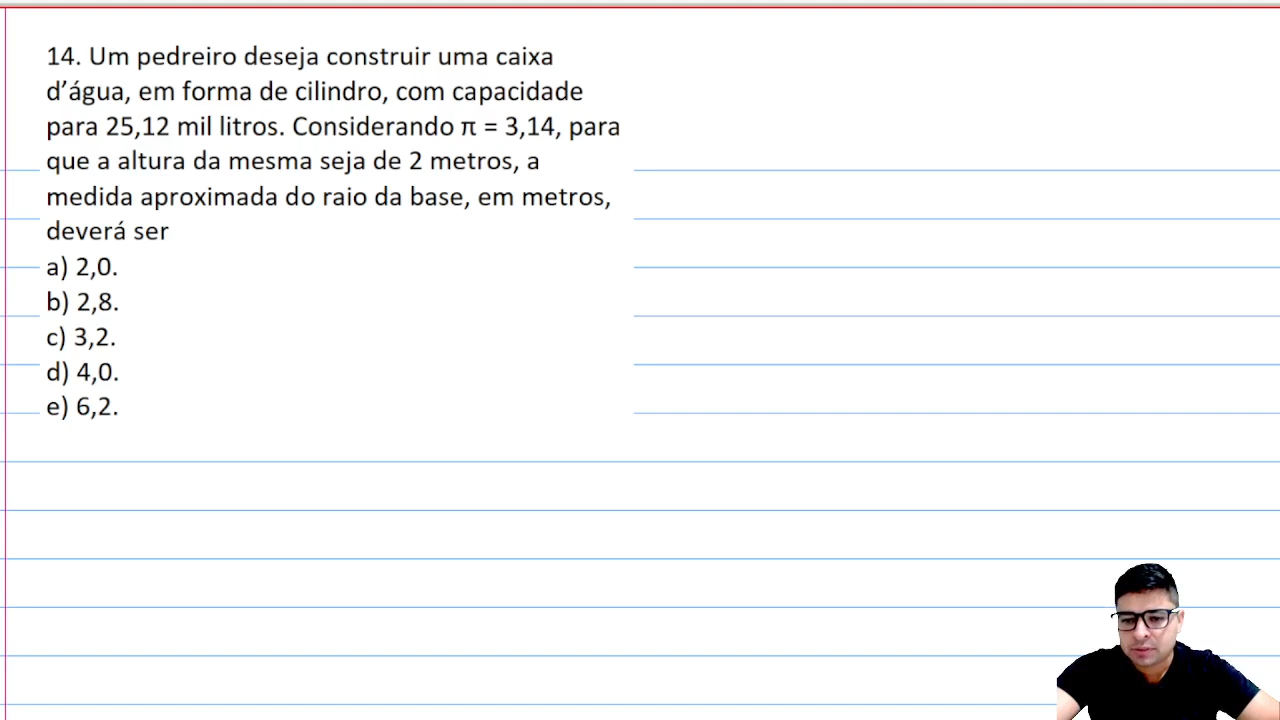 14. Um pedreiro deseja construir uma caixa
d’água, em forma de cilindro, com capacidade
para 25,12 mil litros. Considerando π = 3,14, para
que a altura da mesma seja de 2 metros, a
medida aproximada do raio da base, em metros,
deverá ser
a) 2,0.
b) 2,8.
c) 3,2.
d) 4,0.
e) 6,2.